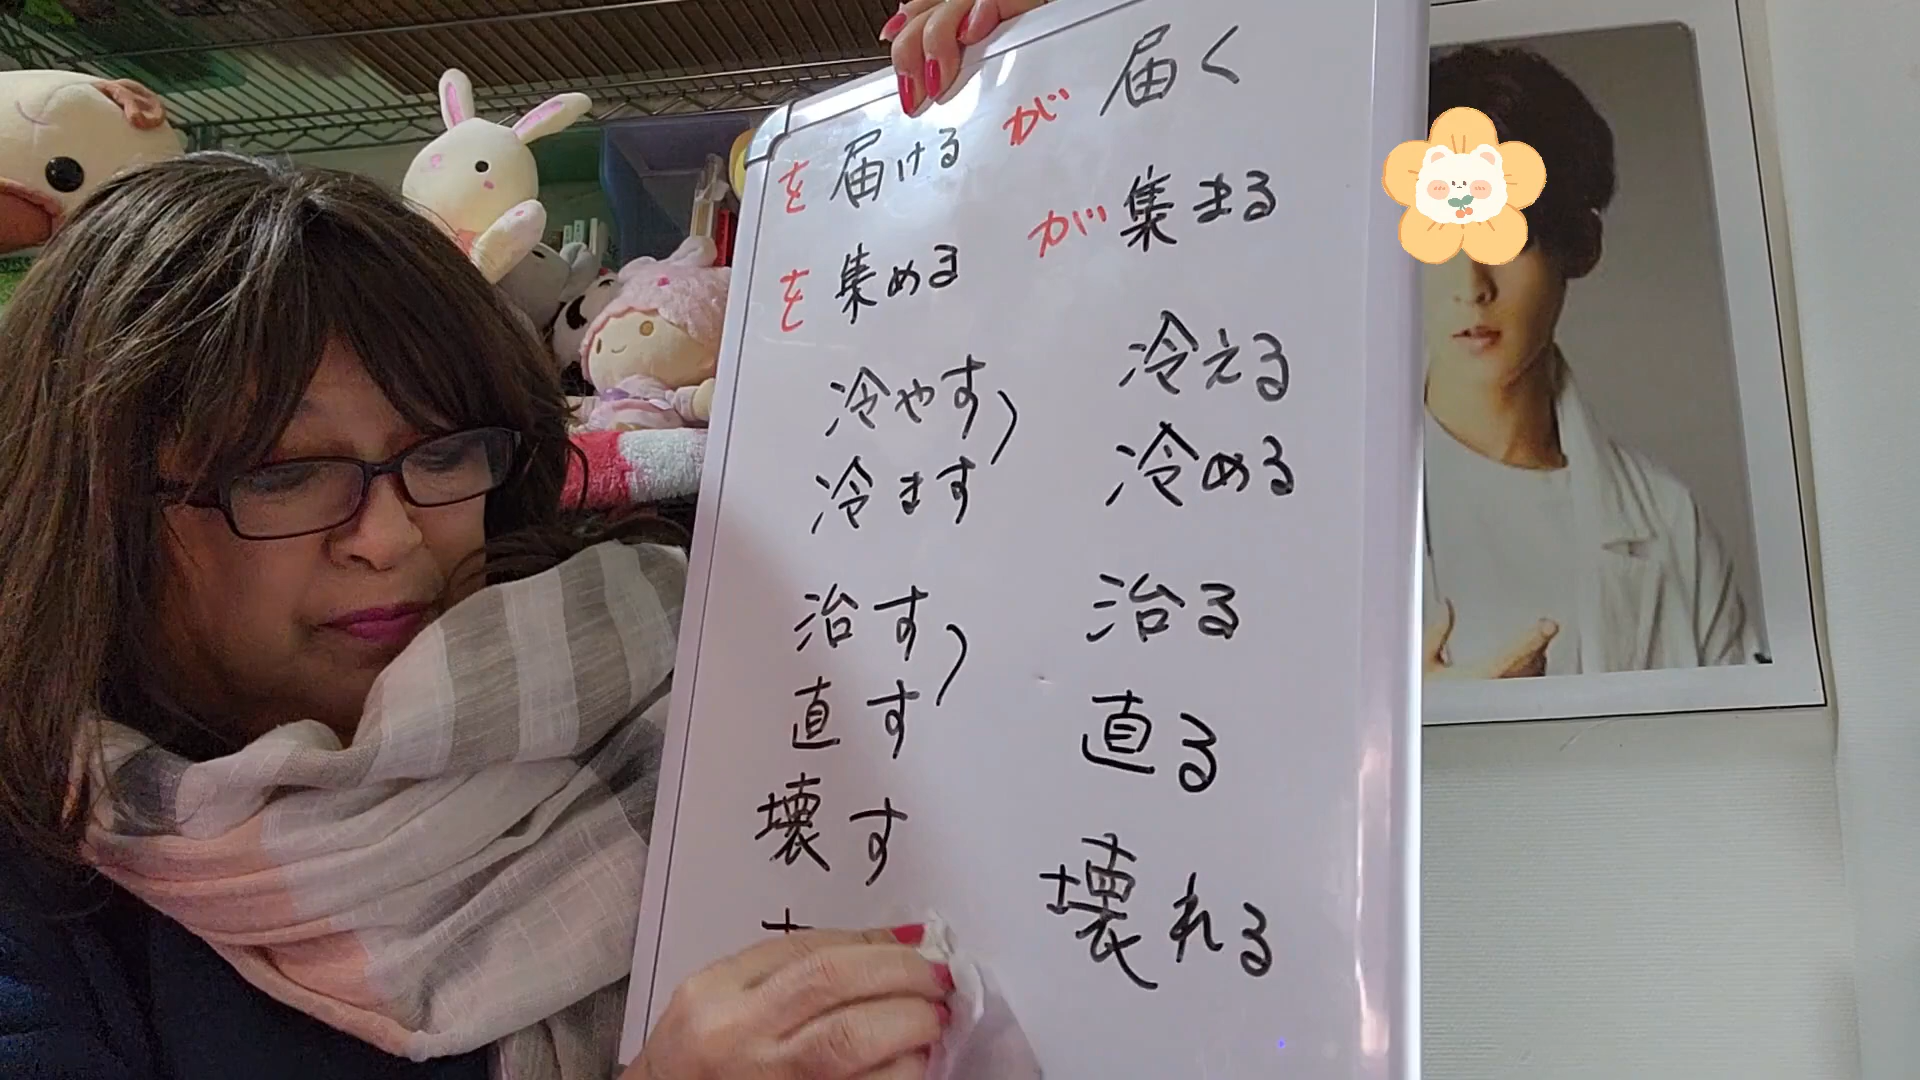 を 届ける が 届く
を 集める が 集まる
冷やす 冷える
冷ます 冷める
治す 治る
直す 直る
壊す 壊れる